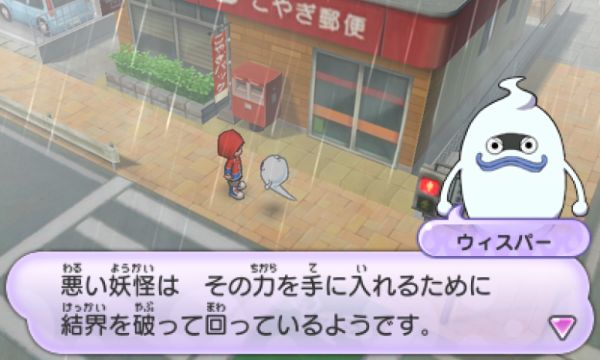 こやぎ郵便
ウィスパー
悪い妖怪は その力を手に入れるために
結界を破って回っているようです。